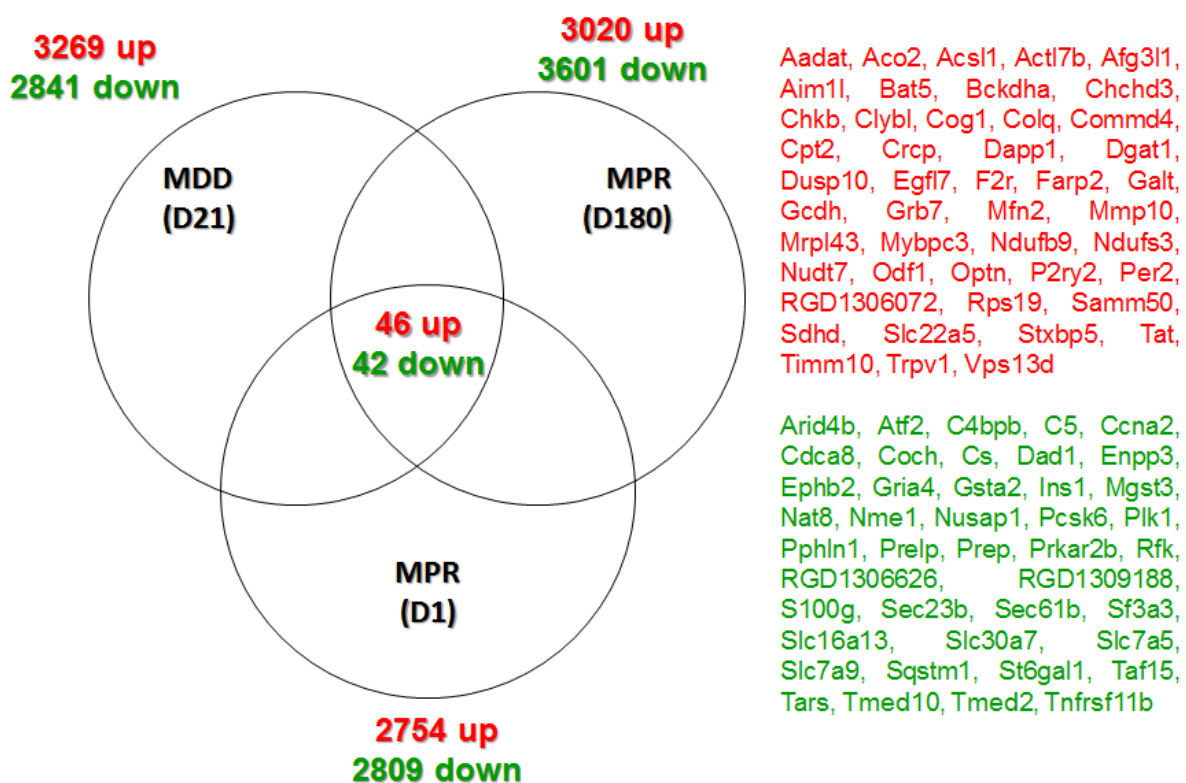 3269 up
2841 down
3020 up
3601 down
MDD
(D21)
MPR
(D180)
46 up
42 down
MPR
(D1)
2754 up
2809 down
Aadat, Aco2, Acsl1, Actl7b, Afg3l1,
Aim1l, Bat5, Bckdha, Chchd3,
Chkb, Clybl, Cog1, Colq, Commd4,
Cpt2, Crcp, Dapp1, Dgat1,
Dusp10, Egfl7, F2r, Farp2, Galt,
Gcdh, Grb7, Mfn2, Mmp10,
Mrpl43, Mybpc3, Ndufb9, Ndufs3,
Nudt7, Odf1, Optn, P2ry2, Per2,
RGD1306072, Rps19, Samm50,
Sdhd, Slc22a5, Stxbp5, Tat,
Timm10, Trpv1, Vps13d
Arid4b, Atf2, C4bpb, C5, Ccna2,
Cdca8, Coch, Cs, Dad1, Enpp3,
Ephb2, Gria4, Gsta2, Ins1, Mgst3,
Nat8, Nme1, Nusap1, Pcsk6, Plk1,
Pphln1, Prelp, Prep, Prkar2b, Rfk,
RGD1306626, RGD1309188,
S100g, Sec23b, Sec61b, Sf3a3,
Slc16a13, Slc30a7, Slc7a5,
Slc7a9, Sqstm1, St6gal1, Taf15,
Tars, Tmed10, Tmed2, Tnfrsf11b